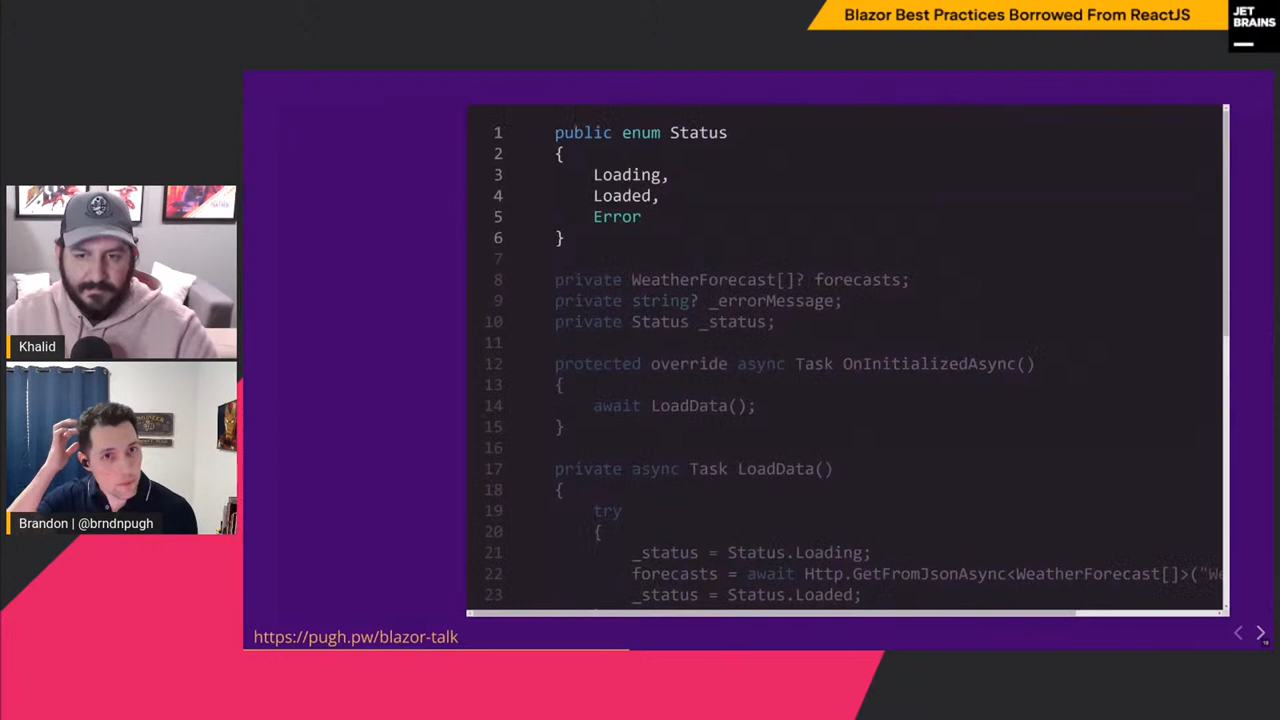 Blazor Best Practices Borrowed From ReactJS
JET
BRAINS
1 public enum Status
2 {
3 Loading,
4 Loaded,
5 Error
6 }
7
8 private WeatherForecast[]? forecasts;
9 private string? _errorMessage;
10 private Status _status;
11
12 protected override async Task OnInitializedAsync()
13 {
14 await LoadData();
15 }
16
17 private async Task LoadData()
18 {
19 try
20 {
21 _status = Status.Loading;
22 forecasts = await Http.GetFromJsonAsync<WeatherForecast[]>("We
23 _status = Status.Loaded;
Khalid
Brandon | @brndnpugh
https://pugh.pw/blazor-talk